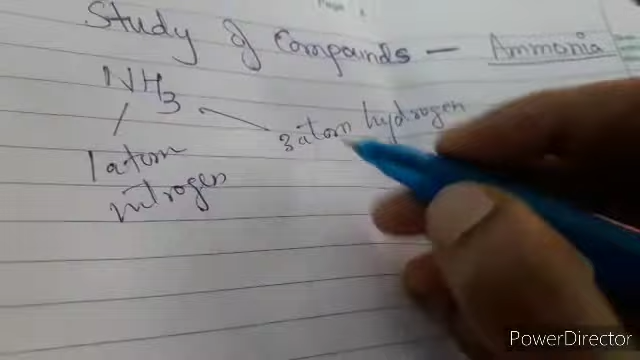 Study of Compounds — Ammonia
NH3
3 atom hydrogen
1 atom
nitrogen
PowerDirector